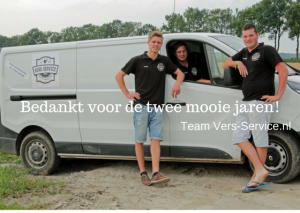 Bedankt voor de twee mooie jaren!
Team Vers-Service.nl